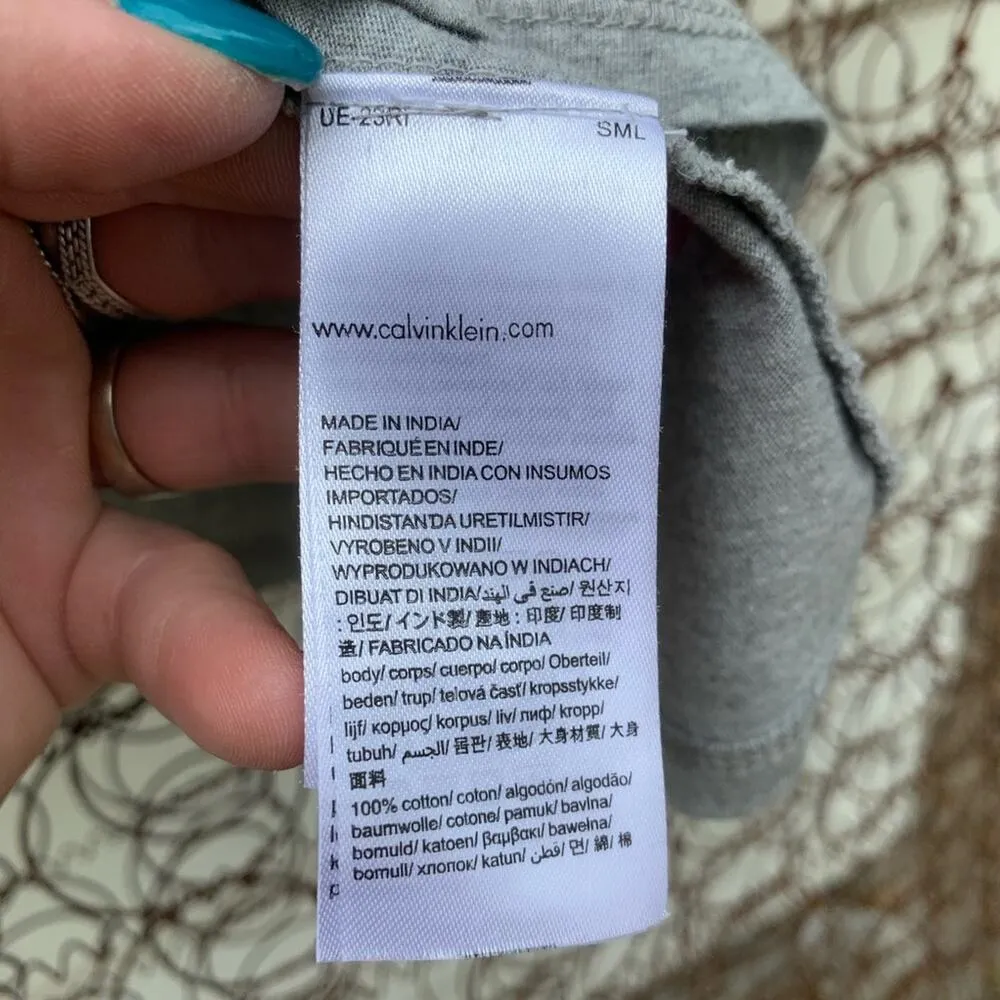 SML
www.calvinklein.com
MADE IN INDIA/
FABRIQUÉ EN INDE/
HECHO EN INDIA CON INSUMOS
IMPORTADOS/
HINDISTAN'DA URETILMISTIR/
VYROBENO V INDII/
WYPRODUKOWANO W INDIACH/
DIBUAT DI INDIA/صنع في الهند/ 원산지
: 인도/ インド製/ 產地 : 印度/ 印度制
造/ FABRICADO NA ÍNDIA
body/ corps/ cuerpo/ corpo/ Oberteil/
beden/ trup/ telová časť/ kropsstykke/
lijf/ κορμος/ korpus/ liv/ лиф/ kropp/
tubuh/ الجسم/ 몸판/ 表地/ 大身材質/ 大身
面料
100% cotton/ coton/ algodón/ algodão/
baumwolle/ cotone/ pamuk/ bavlna/
bomuld/ katoen/ βαμβακι/ bawełna/
bomull/ хлопок/ katun/ قطن/ 면/ 綿/ 棉